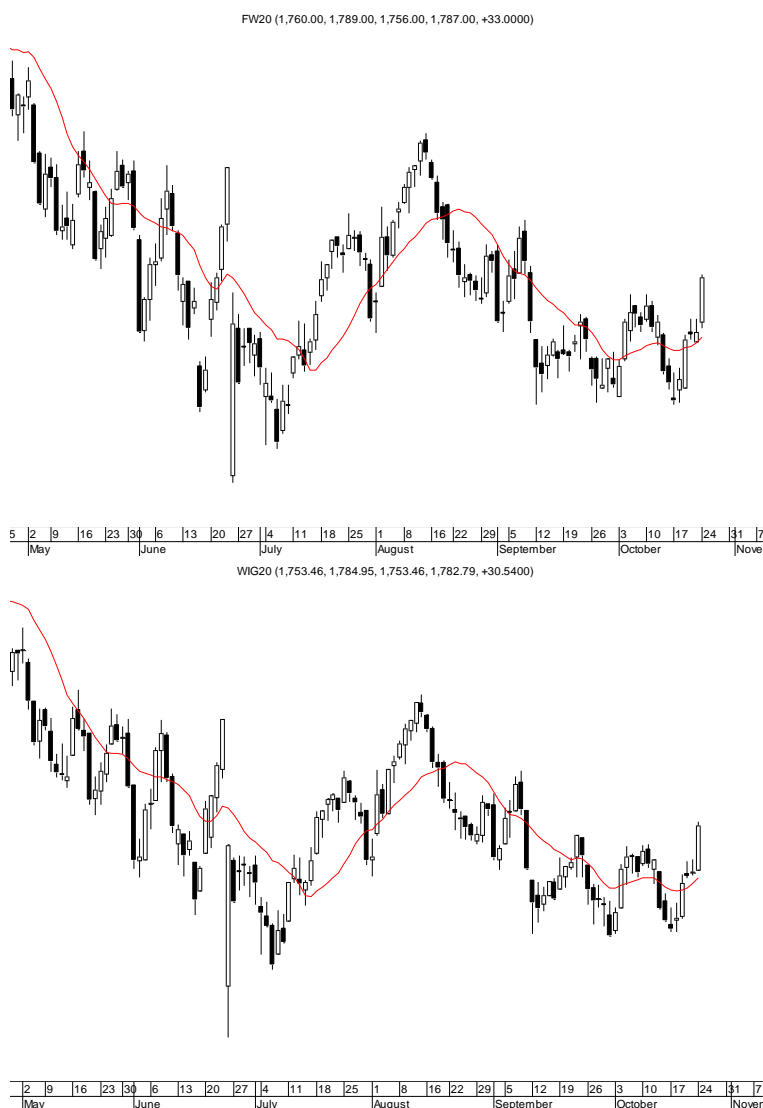 FW20 (1,760.00, 1,789.00, 1,756.00, 1,787.00, +33.0000)
5 2 9 16 23 30 6 13 20 27 4 11 18 25 1 8 16 22 29 5 12 19 26 3 10 17 24 31 7
May June July August September October Nove
WIG20 (1,753.46, 1,784.95, 1,753.46, 1,782.79, +30.5400)
2 9 16 23 30 6 13 20 27 4 11 18 25 1 8 16 22 29 5 12 19 26 3 10 17 24 31 7
May June July August September October Novem